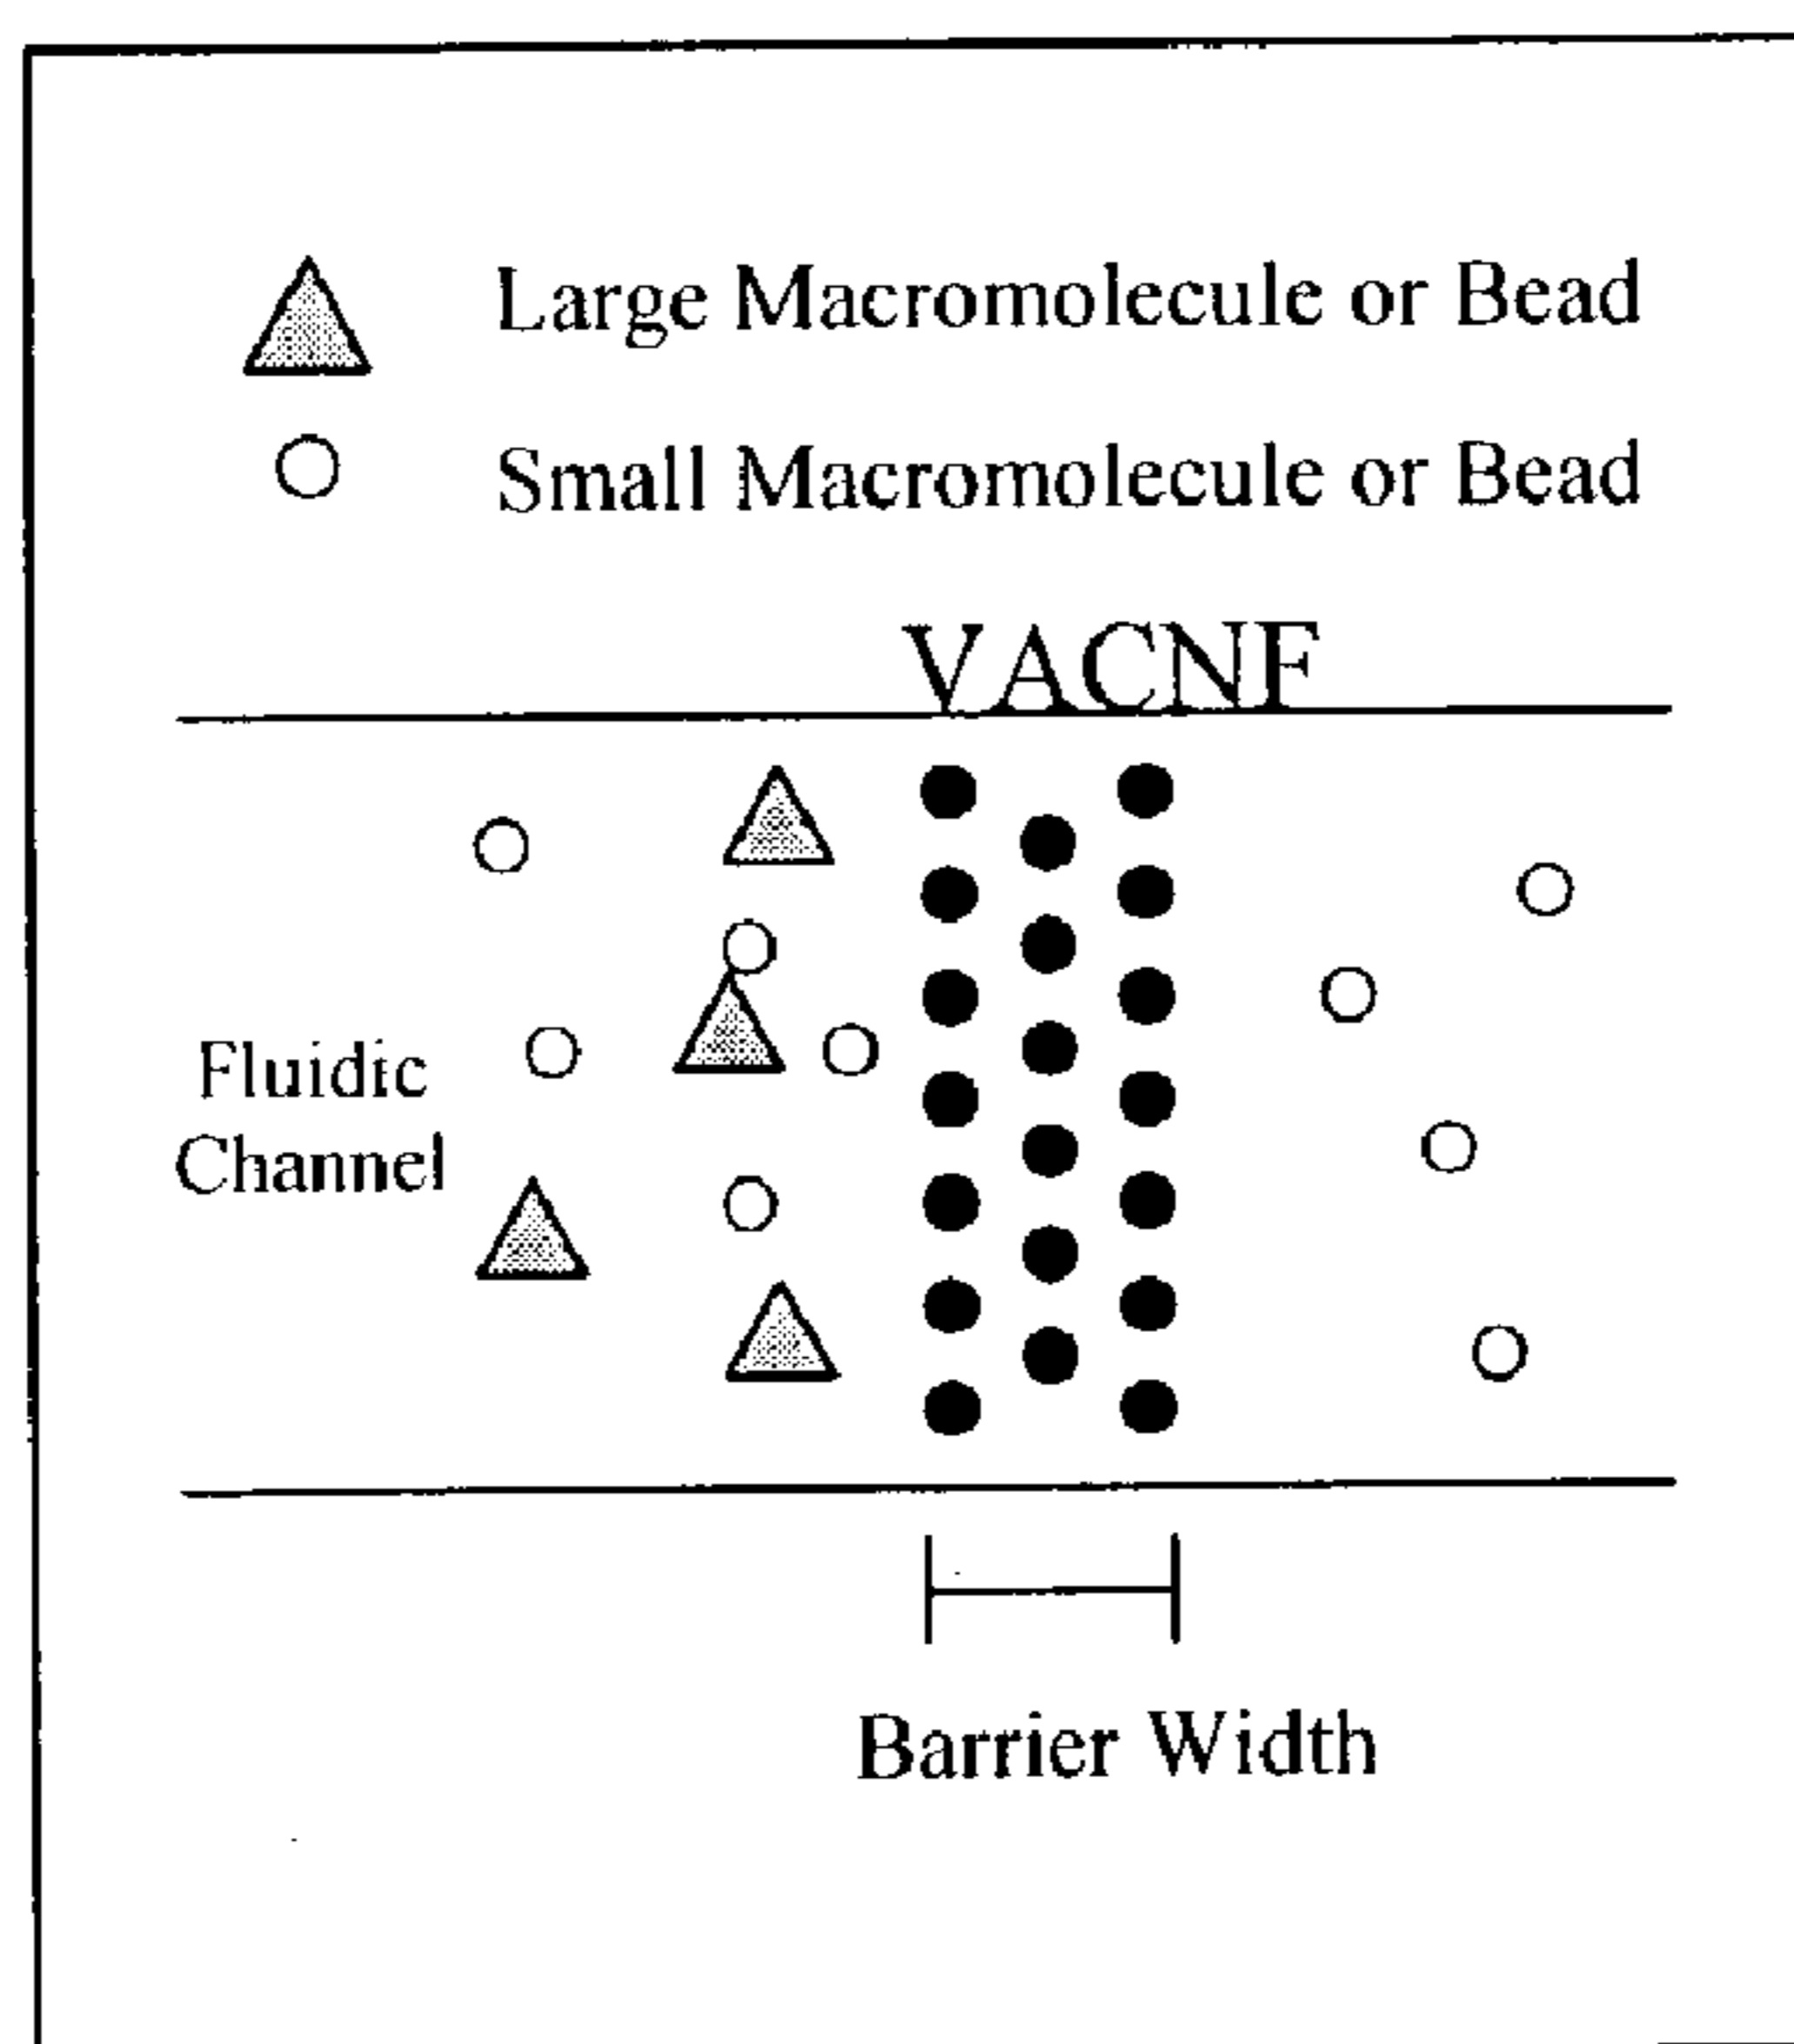 Large Macromolecule or Bead
Small Macromolecule or Bead
VACNF
Fluidic
Channel
Barrier Width